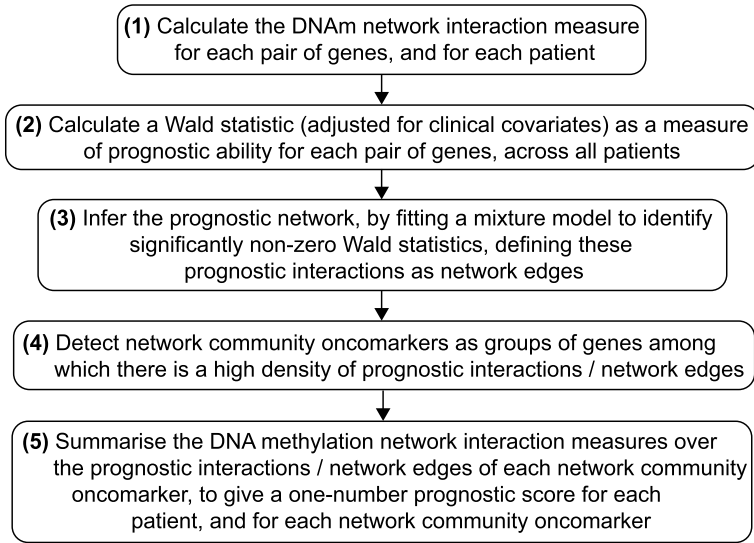 (1) Calculate the DNAm network interaction measure
for each pair of genes, and for each patient
(2) Calculate a Wald statistic (adjusted for clinical covariates) as a measure
of prognostic ability for each pair of genes, across all patients
(3) Infer the prognostic network, by fitting a mixture model to identify
significantly non-zero Wald statistics, defining these
prognostic interactions as network edges
(4) Detect network community oncomarkers as groups of genes among
which there is a high density of prognostic interactions / network edges
(5) Summarise the DNA methylation network interaction measures over
the prognostic interactions / network edges of each network community
oncomarker, to give a one-number prognostic score for each
patient, and for each network community oncomarker